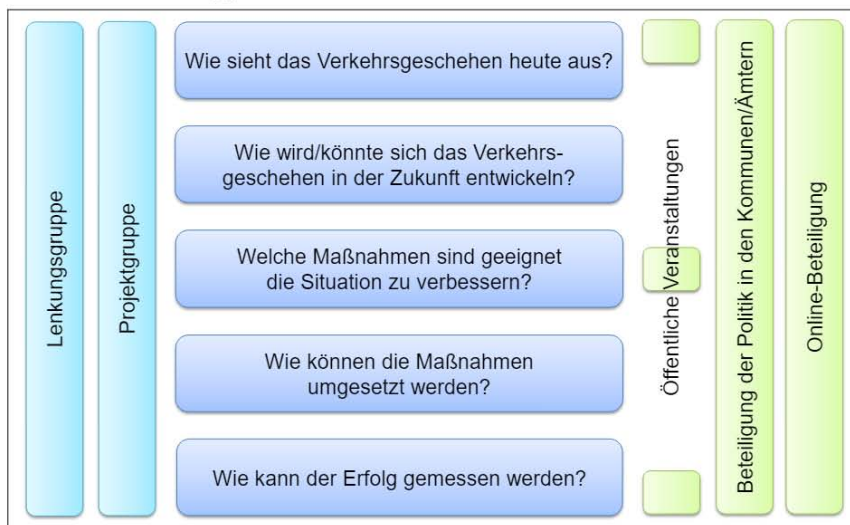 Lenkungsgruppe
Projektgruppe
Wie sieht das Verkehrsgeschehen heute aus?
Wie wird/könnte sich das Verkehrs-
geschehen in der Zukunft entwickeln?
Welche Maßnahmen sind geeignet
die Situation zu verbessern?
Wie können die Maßnahmen
umgesetzt werden?
Wie kann der Erfolg gemessen werden?
Öffentliche Veranstaltungen
Beteiligung der Politik in den Kommunen/Ämtern
Online-Beteiligung